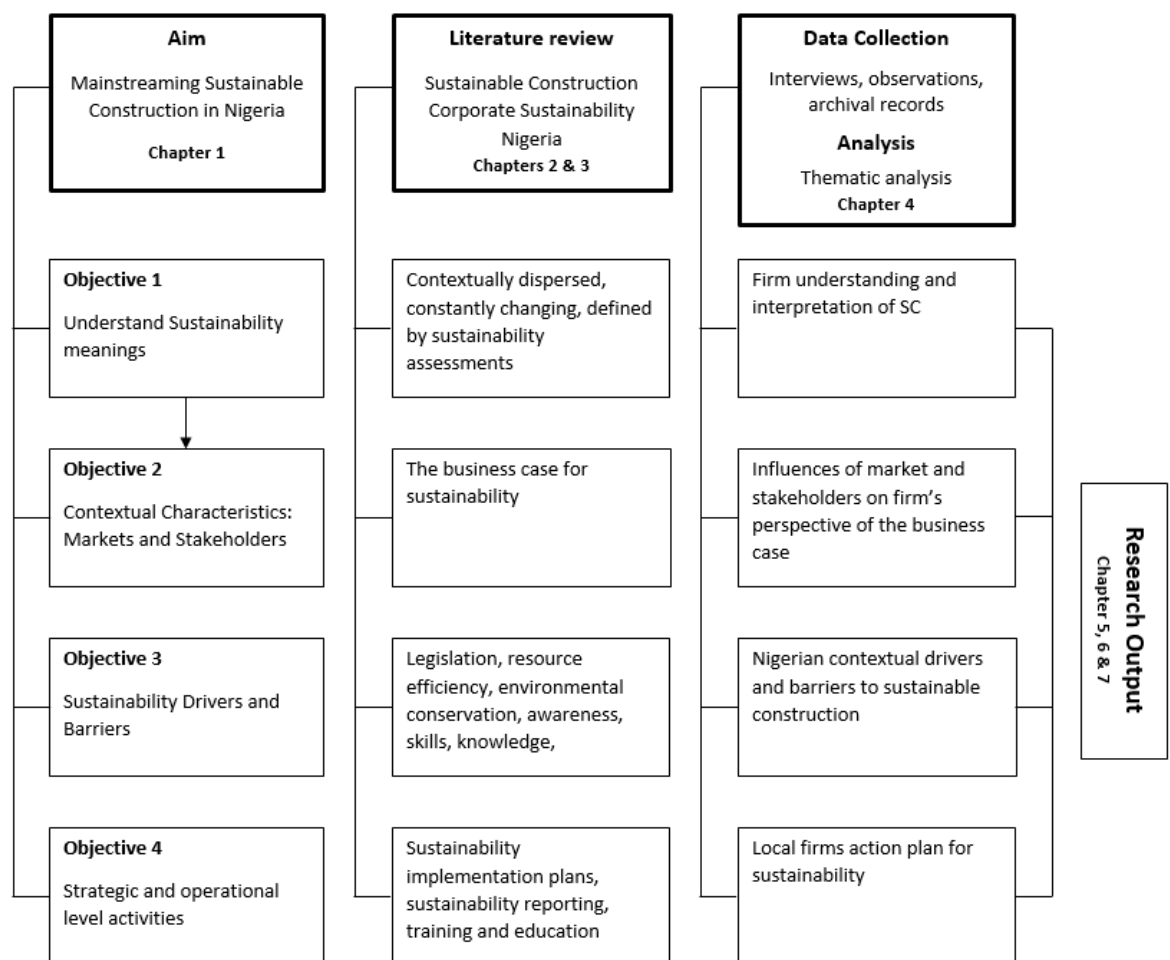 Aim
Mainstreaming Sustainable
Construction in Nigeria
Chapter 1
Literature review
Sustainable Construction
Corporate Sustainability
Nigeria
Chapters 2 & 3
Data Collection
Interviews, observations,
archival records
Analysis
Thematic analysis
Chapter 4
Objective 1
Understand Sustainability
meanings
Contextually dispersed,
constantly changing, defined
by sustainability
assessments
Firm understanding and
interpretation of SC
Objective 2
Contextual Characteristics:
Markets and Stakeholders
The business case for
sustainability
Influences of market and
stakeholders on firm's
perspective of the business
case
Objective 3
Sustainability Drivers and
Barriers
Legislation, resource
efficiency, environmental
conservation, awareness,
skills, knowledge,
Nigerian contextual drivers
and barriers to sustainable
construction
Objective 4
Strategic and operational
level activities
Sustainability
implementation plans,
sustainability reporting,
training and education
Local firms action plan for
sustainability
Research Output
Chapter 5, 6 & 7